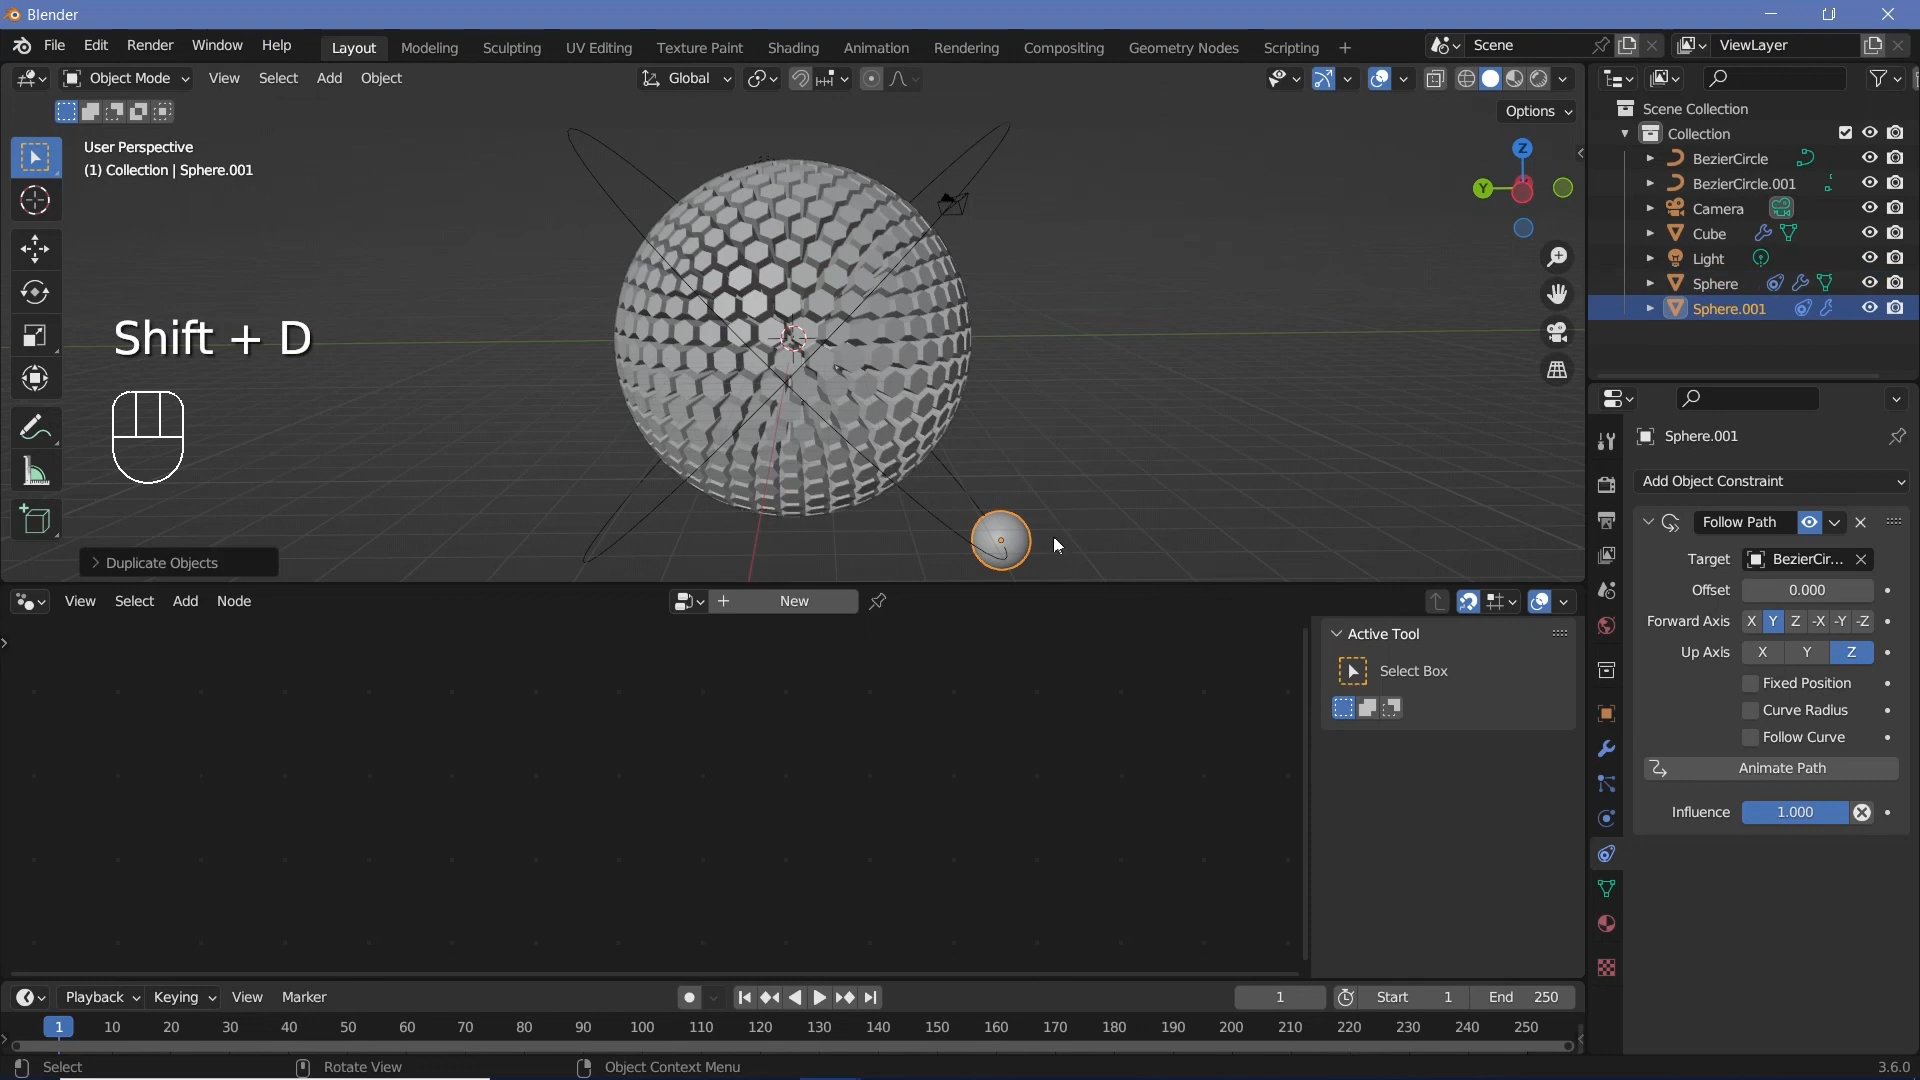 Blender
File Edit Render Window Help Layout Modeling Sculpting UV Editing Texture Paint Shading Animation Rendering Compositing Geometry Nodes Scripting + Scene ViewLayer
Object Mode View Select Add Object Global
Options
User Perspective
(1) Collection | Sphere.001
Z
Y
Shift + D
Duplicate Objects
Scene Collection
Collection
BezierCircle
BezierCircle.001
Camera
Cube
Light
Sphere
Sphere.001
Sphere.001
Add Object Constraint
Follow Path
Target BezierCir...
Offset 0.000
Forward Axis X Y Z -X -Y -Z
Up Axis X Y Z
Fixed Position
Curve Radius
Follow Curve
Animate Path
Influence 1.000
View Select Add Node + New
Active Tool
Select Box
Playback Keying View Marker 1 Start 1 End 250
1 10 20 30 40 50 60 70 80 90 100 110 120 130 140 150 160 170 180 190 200 210 220 230 240 250
Select Rotate View Object Context Menu 3.6.0